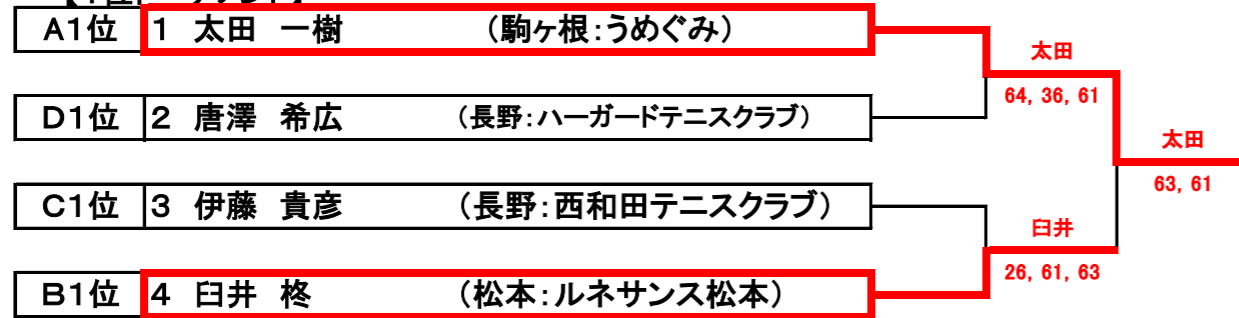 A1位 1 太田 一樹 (駒ヶ根:うめぐみ)
太田
64, 36, 61
D1位 2 唐澤 希広 (長野:ハーガードテニスクラブ)
太田
63, 61
C1位 3 伊藤 貴彦 (長野:西和田テニスクラブ)
臼井
26, 61, 63
B1位 4 臼井 柊 (松本:ルネサンス松本)